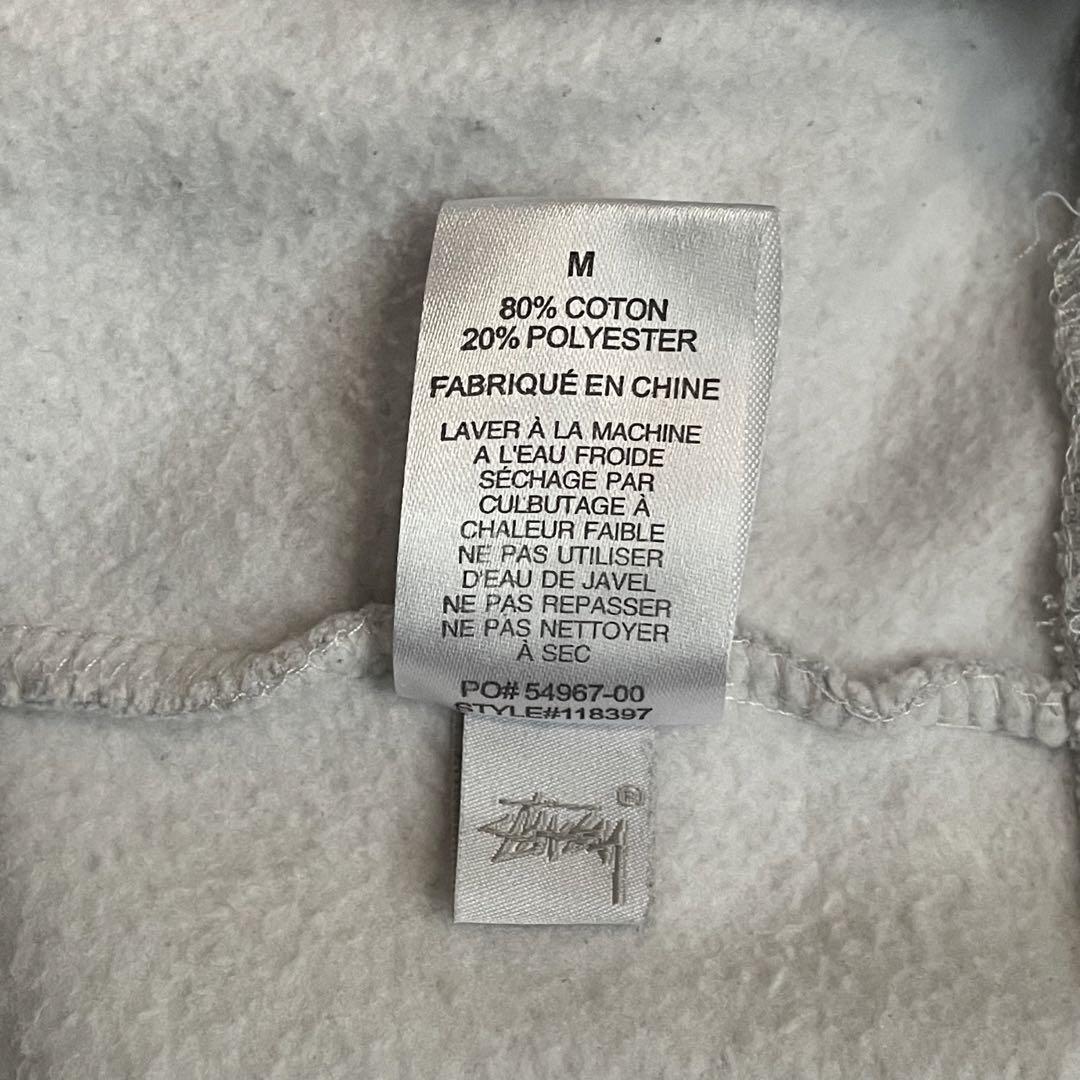 M
80% COTON
20% POLYESTER
FABRIQUÉ EN CHINE
LAVER À LA MACHINE
A L'EAU FROIDE
SÉCHAGE PAR
CULBUTAGE À
CHALEUR FAIBLE
NE PAS UTILISER
D'EAU DE JAVEL
NE PAS REPASSER
NE PAS NETTOYER
À SEC
PO# 54967-00
STYLE#118397
Stüssy ®